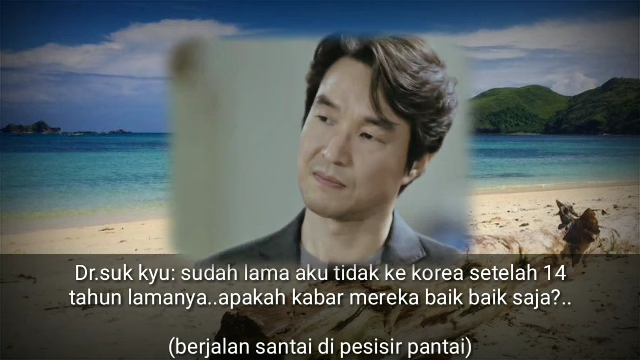 Dr.suk kyu: sudah lama aku tidak ke korea setelah 14
tahun lamanya..apakah kabar mereka baik baik saja?..
(berjalan santai di pesisir pantai)